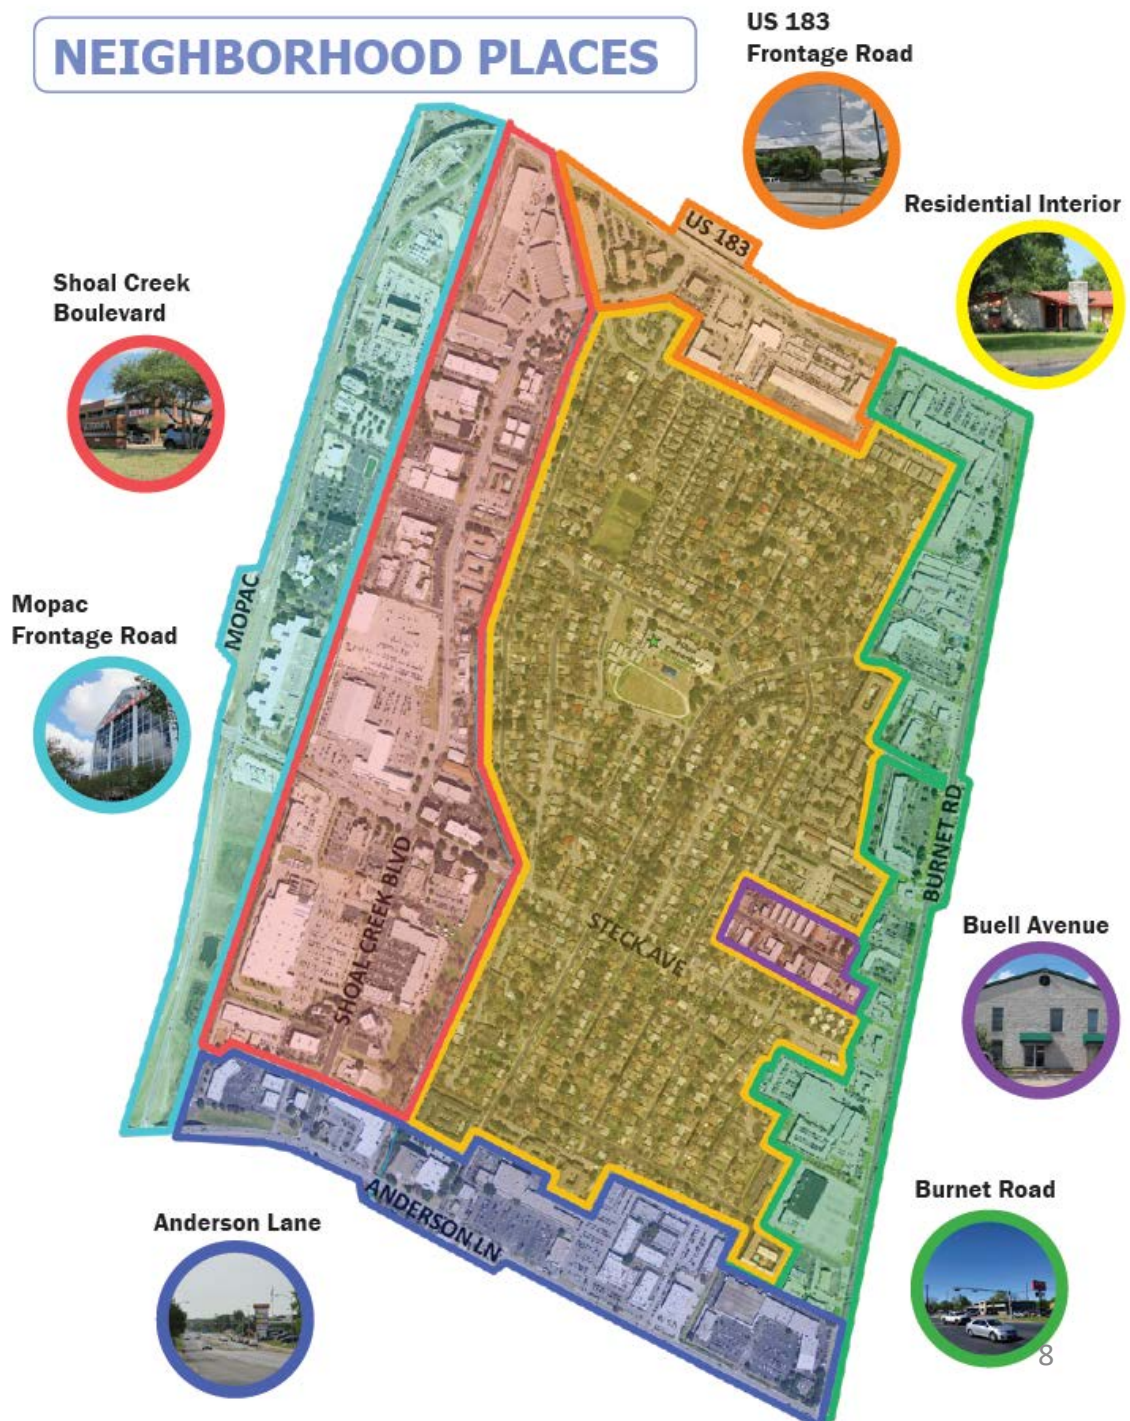 NEIGHBORHOOD PLACES
US 183
Frontage Road
Residential Interior
US 183
Shoal Creek
Boulevard
MOPAC
Mopac
Frontage Road
BURNET RD
SHOAL CREEK BLVD
STECK AVE
Buell Avenue
ANDERSON LN
Burnet Road
Anderson Lane
8